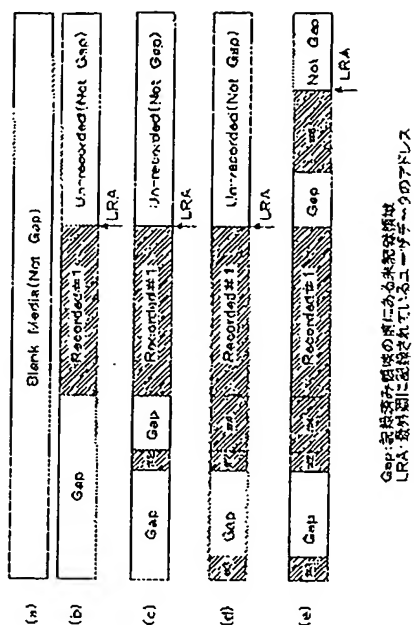 (a)
Blank Media(Not Gap)
(b)
Gap
Recorded#1
Un-recorded(Not Gap)
LRA
(c)
Gap
#2
Gap
Recorded#1
Un-recorded(Not Gap)
LRA
(d)
Gap
Recorded#1
Un-recorded(Not Gap)
LRA
(e)
Gap
Recorded#1
Gap
Not Gap
LRA
Gap:記録済み領域の前にある未記録領域
LRA:最外周に記録されているユーザデータのアドレス